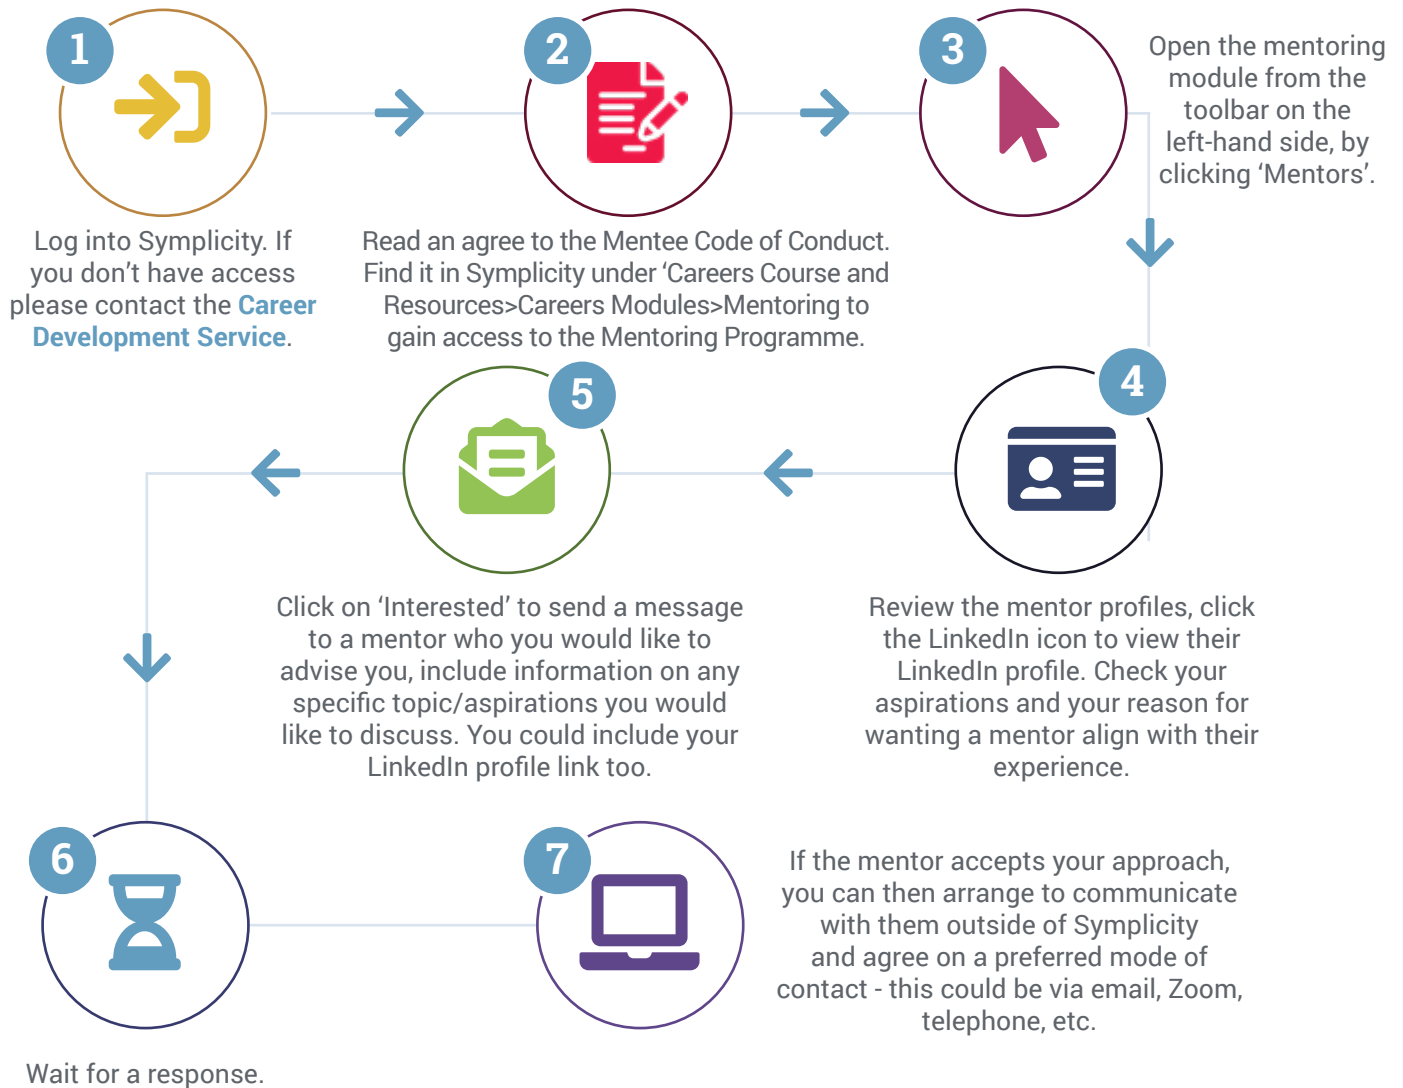 1
Log into Symplicity. If
you don’t have access
please contact the Career
Development Service.
2
Read an agree to the Mentee Code of Conduct.
Find it in Symplicity under ‘Careers Course and
Resources>Careers Modules>Mentoring to
gain access to the Mentoring Programme.
3
Open the mentoring
module from the
toolbar on the
left-hand side, by
clicking ‘Mentors’.
4
Review the mentor profiles, click
the LinkedIn icon to view their
LinkedIn profile. Check your
aspirations and your reason for
wanting a mentor align with their
experience.
5
Click on ‘Interested’ to send a message
to a mentor who you would like to
advise you, include information on any
specific topic/aspirations you would
like to discuss. You could include your
LinkedIn profile link too.
6
Wait for a response.
7
If the mentor accepts your approach,
you can then arrange to communicate
with them outside of Symplicity
and agree on a preferred mode of
contact - this could be via email, Zoom,
telephone, etc.